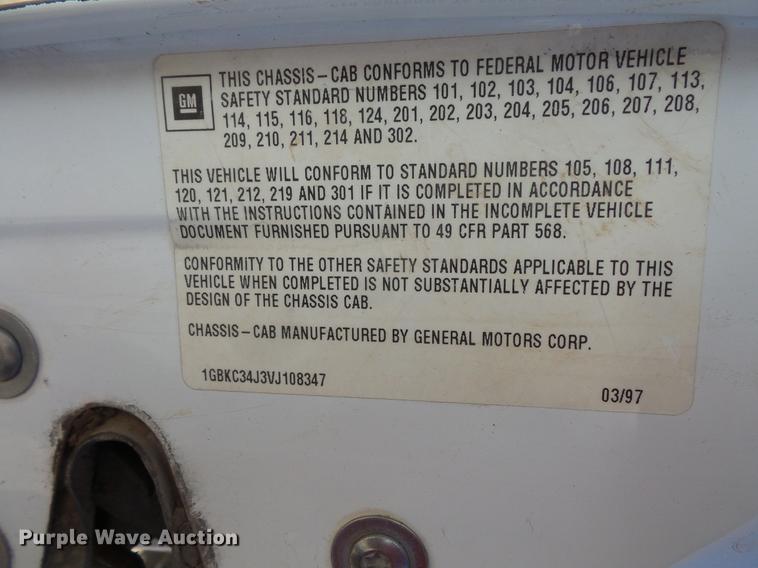 GM
THIS CHASSIS-CAB CONFORMS TO FEDERAL MOTOR VEHICLE
SAFETY STANDARD NUMBERS 101, 102, 103, 104, 106, 107, 113,
114, 115, 116, 118, 124, 201, 202, 203, 204, 205, 206, 207, 208,
209, 210, 211, 214 AND 302.
THIS VEHICLE WILL CONFORM TO STANDARD NUMBERS 105, 108, 111,
120, 121, 212, 219 AND 301 IF IT IS COMPLETED IN ACCORDANCE
WITH THE INSTRUCTIONS CONTAINED IN THE INCOMPLETE VEHICLE
DOCUMENT FURNISHED PURSUANT TO 49 CFR PART 568.
CONFORMITY TO THE OTHER SAFETY STANDARDS APPLICABLE TO THIS
VEHICLE WHEN COMPLETED IS NOT SUBSTANTIALLY AFFECTED BY THE
DESIGN OF THE CHASSIS CAB.
CHASSIS-CAB MANUFACTURED BY GENERAL MOTORS CORP.
1GBKC34J3VJ108347
03/97
Purple Wave Auction